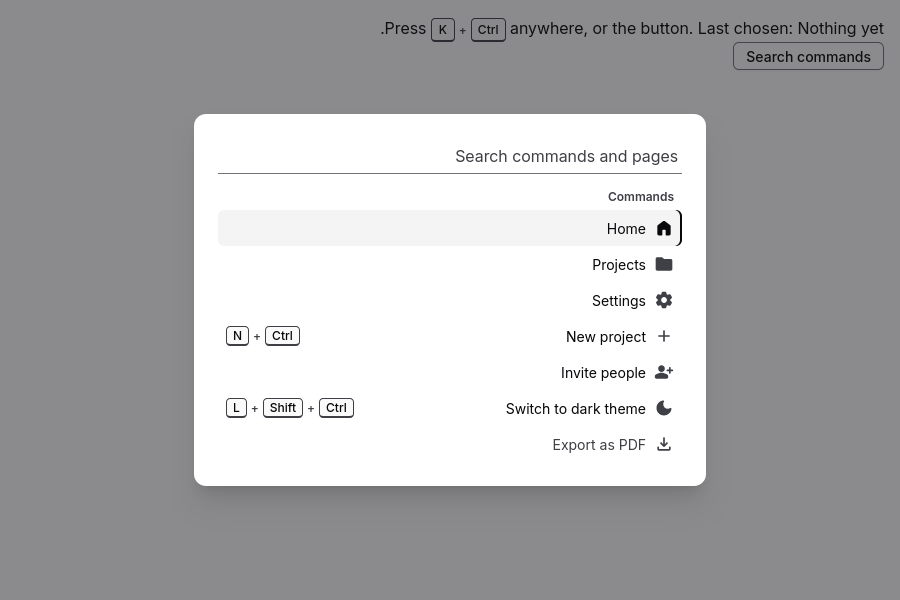 .Press K + Ctrl anywhere, or the button. Last chosen: Nothing yet
Search commands
Search commands and pages
Commands
Home
Projects
Settings
New project N + Ctrl
Invite people
Switch to dark theme L + Shift + Ctrl
Export as PDF